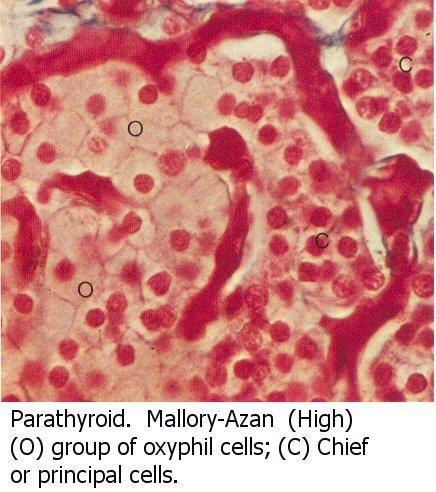 C
O
C
O
Parathyroid. Mallory-Azan (High)
(O) group of oxyphil cells; (C) Chief
or principal cells.